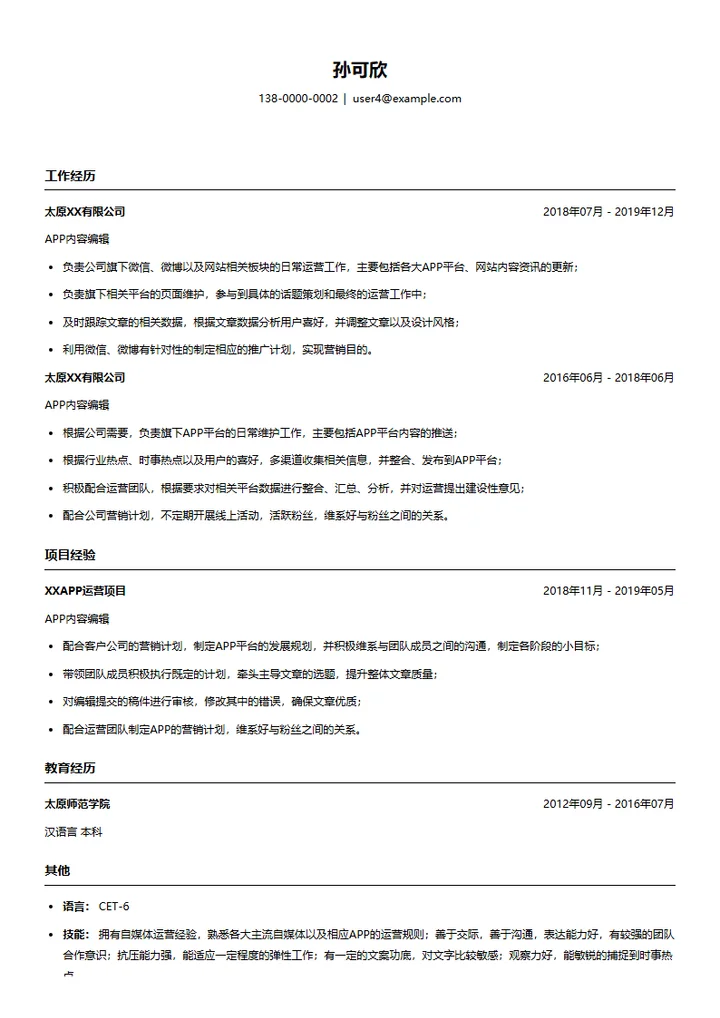 孙可欣
138-0000-0002 | user4@example.com
工作经历
太原XX有限公司 2018年07月 - 2019年12月
APP内容编辑
• 负责公司旗下微信、微博以及网站相关板块的日常运营工作，主要包括各大APP平台、网站内容资讯的更新；
• 负责旗下相关平台的页面维护，参与到具体的话题策划和最终的运营工作中；
• 及时跟踪文章的相关数据，根据文章数据分析用户喜好，并调整文章以及设计风格；
• 利用微信、微博有针对性的制定相应的推广计划，实现营销目的。
太原XX有限公司 2016年06月 - 2018年06月
APP内容编辑
• 根据公司需要，负责旗下APP平台的日常维护工作，主要包括APP平台内容的推送；
• 根据行业热点、时事热点以及用户的喜好，多渠道收集相关信息，并整合、发布到APP平台；
• 积极配合运营团队，根据要求对相关平台数据进行整合、汇总、分析，并对运营提出建设性意见；
• 配合公司营销计划，不定期开展线上活动，活跃粉丝，维系好与粉丝之间的关系。
项目经验
XXAPP运营项目 2018年11月 - 2019年05月
APP内容编辑
• 配合客户公司的营销计划，制定APP平台的发展规划，并积极维系与团队成员之间的沟通，制定各阶段的小目标；
• 带领团队成员积极执行既定的计划，牵头主导文章的选题，提升整体文章质量；
• 对编辑提交的稿件进行审核，修改其中的错误，确保文章优质；
• 配合运营团队制定APP的营销计划，维系好与粉丝之间的关系。
教育经历
太原师范学院 2012年09月 - 2016年07月
汉语言 本科
其他
• 语言： CET-6
• 技能： 拥有自媒体运营经验，熟悉各大主流自媒体以及相应APP的运营规则；善于交际，善于沟通，表达能力好，有较强的团队
合作意识；抗压能力强，能适应一定程度的弹性工作；有一定的文案功底，对文字比较敏感；观察力好，能敏锐的捕捉到时事热
点